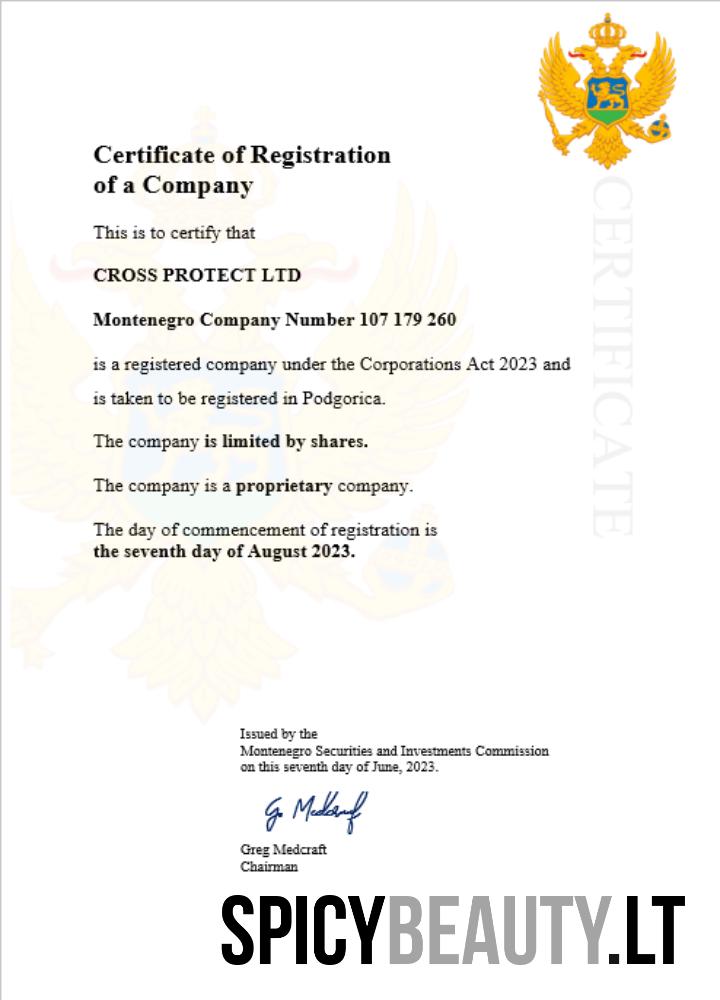 Certificate of Registration
of a Company
This is to certify that
CROSS PROTECT LTD
Montenegro Company Number 107 179 260
is a registered company under the Corporations Act 2023 and
is taken to be registered in Podgorica.
The company is limited by shares.
The company is a proprietary company.
The day of commencement of registration is
the seventh day of August 2023.
CERTIFICATE
Issued by the
Montenegro Securities and Investments Commission
on this seventh day of June, 2023.
G. Medcraft
Greg Medcraft
Chairman
SPICYBEAUTY.LT